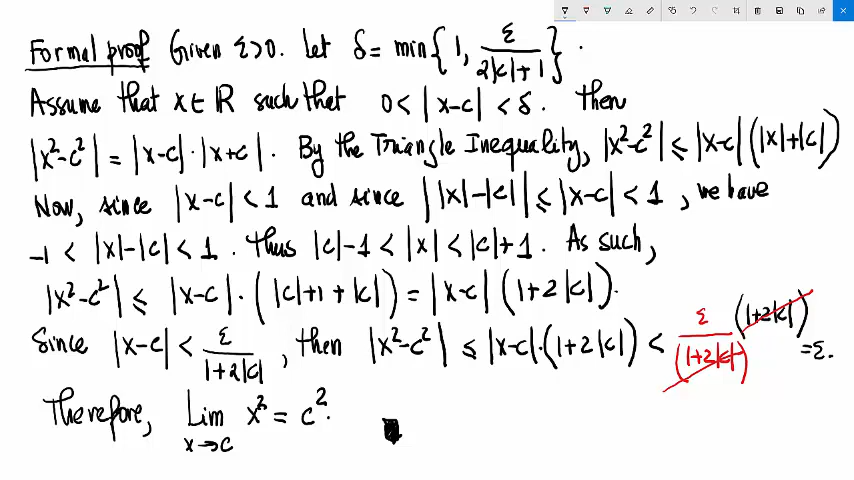 Formal proof Given ε>0. Let δ = min{1, ε/(2|c|+1)}.
Assume that x∈ℝ such that 0<|x-c|<δ. Then
|x²-c²| = |x-c|·|x+c|. By the Triangle Inequality, |x²-c²| ≤ |x-c|(|x|+|c|)
Now, since |x-c|<1 and since ||x|-|c|| ≤ |x-c| < 1, we have
-1 < |x|-|c| < 1. Thus |c|-1 < |x| < |c|+1. As such,
|x²-c²| ≤ |x-c|·(|c|+1+|c|) = |x-c|(1+2|c|).
Since |x-c| < ε/(1+2|c|), then |x²-c²| ≤ |x-c|·(1+2|c|) < ε/(1+2|c|) (1+2|c|) = ε.
Therefore, Lim x→c x² = c².